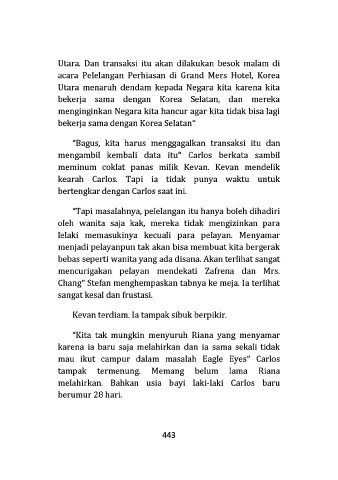 Utara. Dan transaksi itu akan dilakukan besok malam di
acara Pelelangan Perhiasan di Grand Mers Hotel, Korea
Utara menaruh dendam kepada Negara kita karena kita
bekerja sama dengan Korea Selatan, dan mereka
menginginkan Negara kita hancur agar kita tidak bisa lagi
bekerja sama dengan Korea Selatan"
"Bagus, kita harus menggagalkan transaksi itu dan
mengambil kembali data itu" Carlos berkata sambil
meminum coklat panas milik Kevan. Kevan mendelik
kearah Carlos. Tapi ia tidak punya waktu untuk
bertengkar dengan Carlos saat ini.
"Tapi masalahnya, pelelangan itu hanya boleh dihadiri
oleh wanita saja kak, mereka tidak mengizinkan para
lelaki memasukinya kecuali para pelayan. Menyamar
menjadi pelayanpun tak akan bisa membuat kita bergerak
bebas seperti wanita yang ada disana. Akan terlihat sangat
mencurigakan pelayan mendekati Zafrena dan Mrs.
Chang" Stefan menghempaskan tabnya ke meja. Ia terlihat
sangat kesal dan frustasi.
Kevan terdiam. Ia tampak sibuk berpikir.
"Kita tak mungkin menyuruh Riana yang menyamar
karena ia baru saja melahirkan dan ia sama sekali tidak
mau ikut campur dalam masalah Eagle Eyes" Carlos
tampak termenung. Memang belum lama Riana
melahirkan. Bahkan usia bayi laki-laki Carlos baru
berumur 28 hari.
443